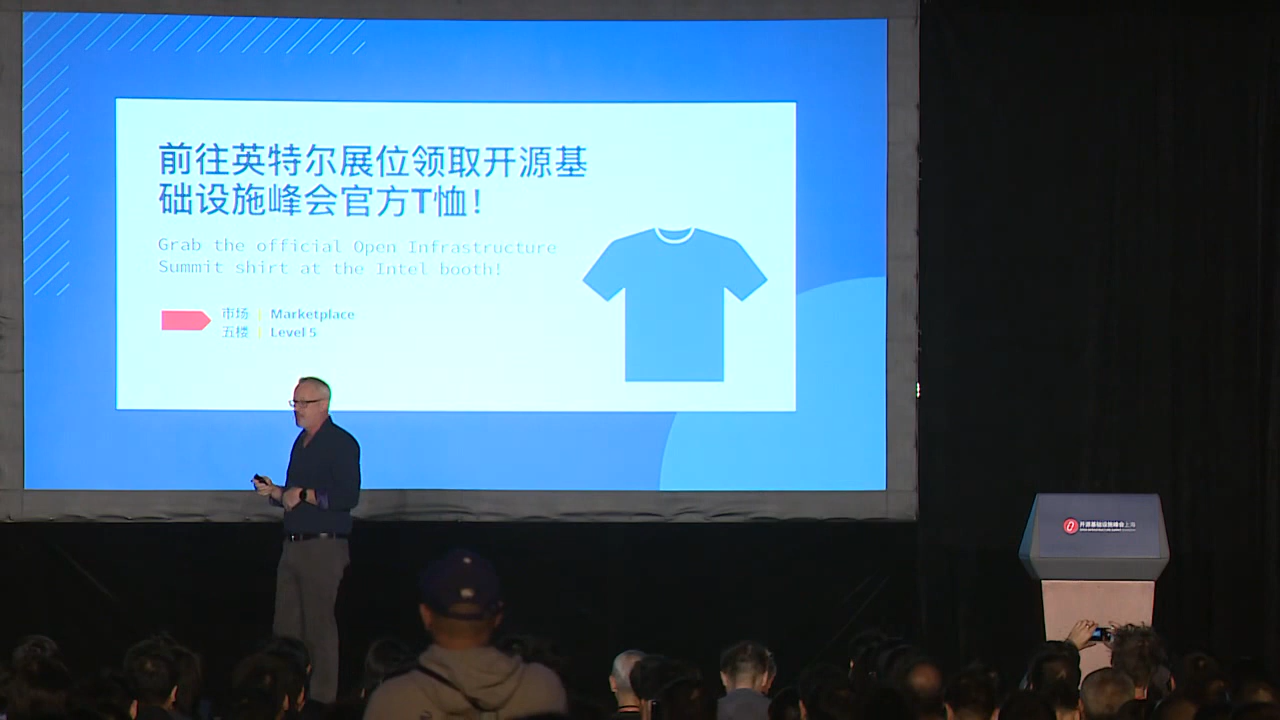 前往英特尔展位领取开源基
础设施峰会官方T恤!
Grab the official Open Infrastructure
Summit shirt at the Intel booth!
市场 | Marketplace
五楼 | Level 5
开源基础设施峰会上海